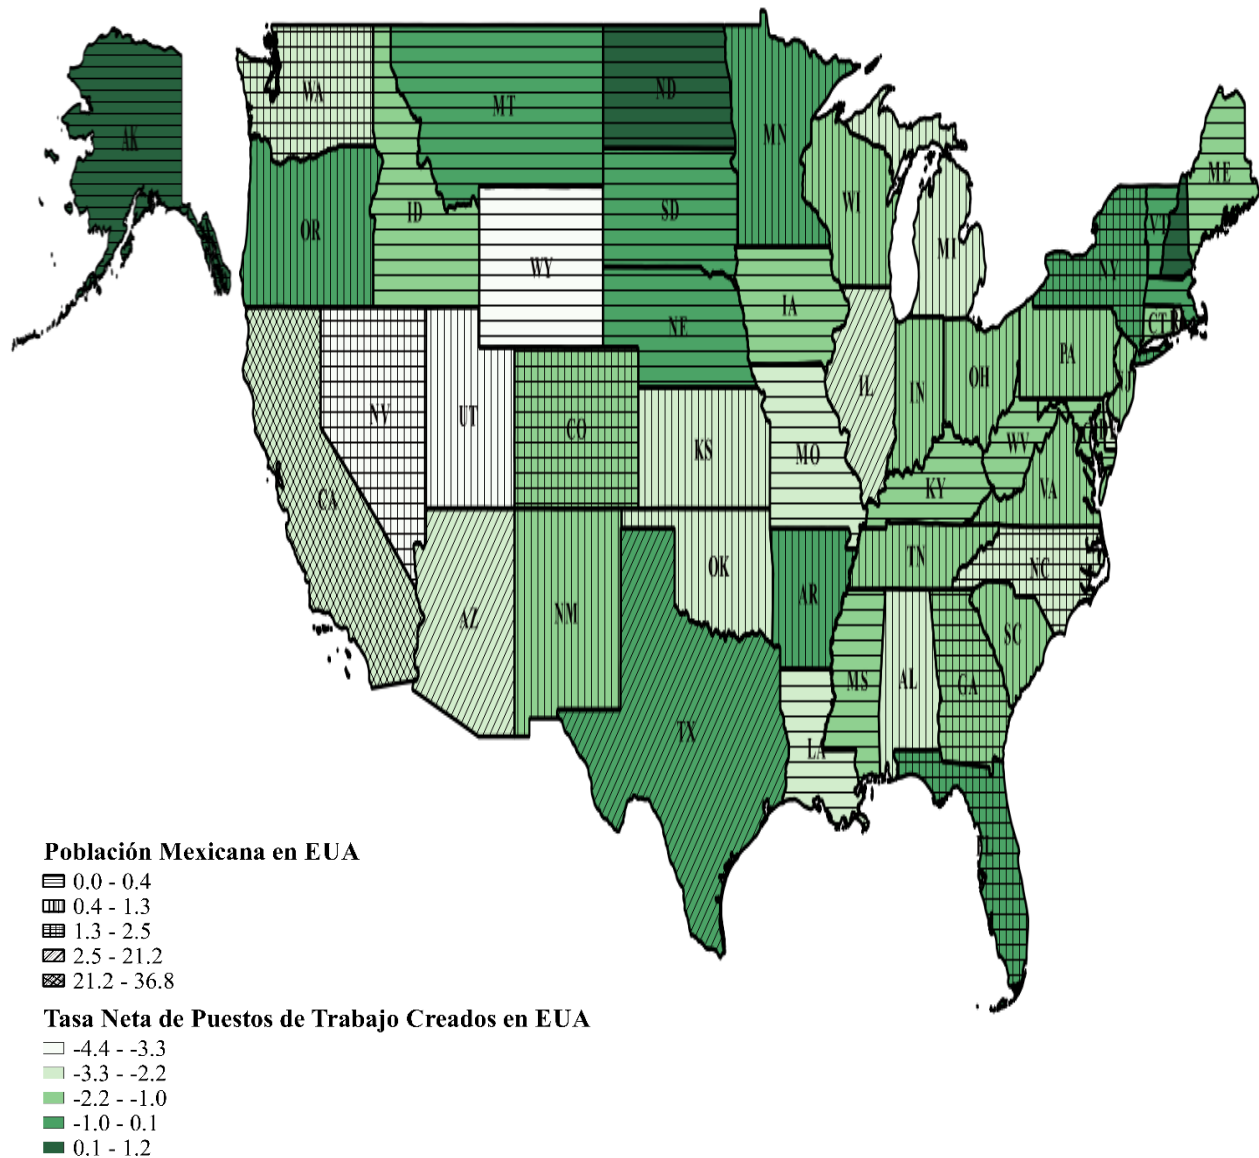 WA
MT
ND
MN
AK
ME
OR
ID
SD
WI
MI
VT
NY
WY
IA
NE
CT
PA
NV
UT
CO
KS
MO
IL
IN
OH
NJ
WV
KY
VA
CA
AZ
NM
OK
AR
TN
NC
SC
MS
AL
GA
TX
LA
Población Mexicana en EUA
0.0 - 0.4
0.4 - 1.3
1.3 - 2.5
2.5 - 21.2
21.2 - 36.8
Tasa Neta de Puestos de Trabajo Creados en EUA
-4.4 - -3.3
-3.3 - -2.2
-2.2 - -1.0
-1.0 - 0.1
0.1 - 1.2